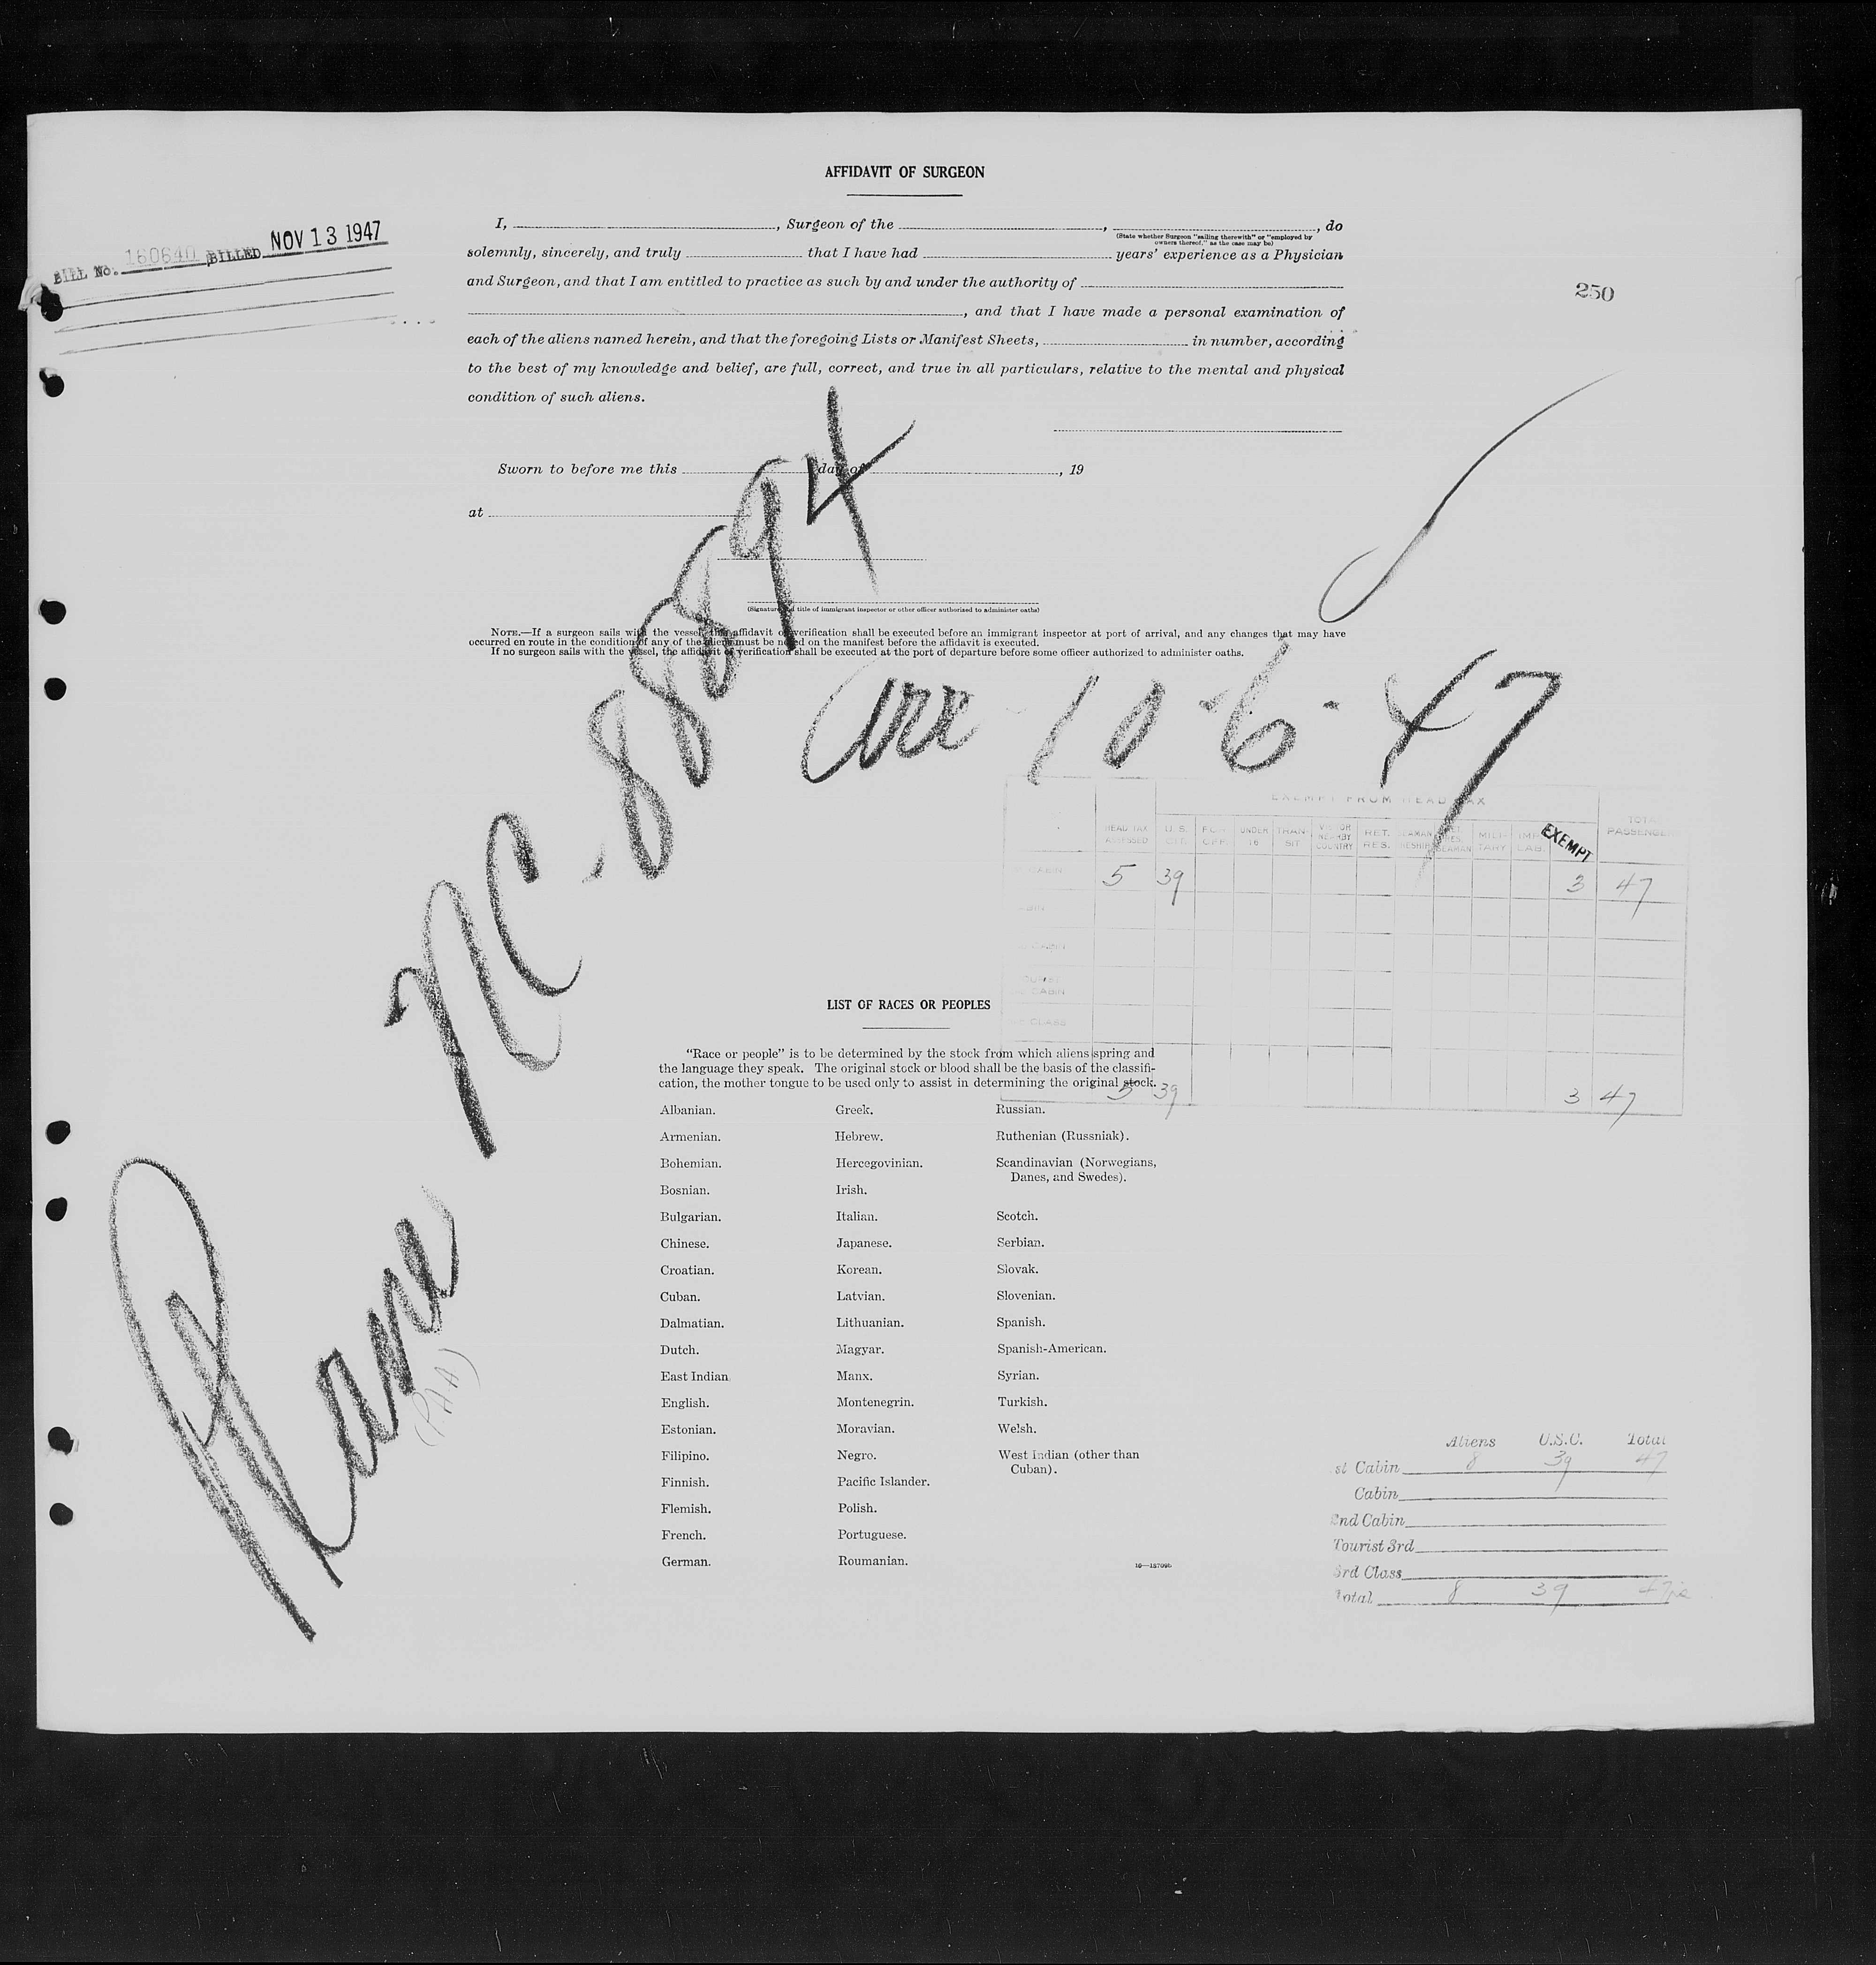 AFFIDAVIT OF SURGEON
BILL No. 160640 BILLED NOV 13 1947
I, , Surgeon of the , , do
(State whether Surgeon "sailing therewith" or "employed by
owners thereof," as the case may be)
solemnly, sincerely, and truly that I have had years' experience as a Physician
and Surgeon, and that I am entitled to practice as such by and under the authority of
250
, and that I have made a personal examination of
each of the aliens named herein, and that the foregoing Lists or Manifest Sheets, in number, according
to the best of my knowledge and belief, are full, correct, and true in all particulars, relative to the mental and physical
condition of such aliens.
Sworn to before me this day of , 19
at
(Signature and title of immigrant inspector or other officer authorized to administer oaths)
NOTE.—If a surgeon sails with the vessel, this affidavit of verification shall be executed before an immigrant inspector at port of arrival, and any changes that may have
occurred en route in the condition of any of the aliens must be noted on the manifest before the affidavit is executed.
If no surgeon sails with the vessel, the affidavit of verification shall be executed at the port of departure before some officer authorized to administer oaths.
Plane NC-88894
(P.A.A)
Arr 10-6-47
EXEMPT FROM HEAD TAX
HEAD TAX ASSESSED U.S. CIT. FOR. OFF. UNDER 16 TRAN-SIT VISITOR NEARBY COUNTRY RET. RES. MILI-TARY EXEMPT TOTAL PASSENGERS
CABIN 5 39 3 47
CABIN
CABIN
CLASS
5 39 3 47
LIST OF RACES OR PEOPLES
"Race or people" is to be determined by the stock from which aliens spring and
the language they speak. The original stock or blood shall be the basis of the classifi-
cation, the mother tongue to be used only to assist in determining the original stock.
Albanian. Greek. Russian.
Armenian. Hebrew. Ruthenian (Russniak).
Bohemian. Hercegovinian. Scandinavian (Norwegians,
Danes, and Swedes).
Bosnian. Irish.
Bulgarian. Italian. Scotch.
Chinese. Japanese. Serbian.
Croatian. Korean. Slovak.
Cuban. Latvian. Slovenian.
Dalmatian. Lithuanian. Spanish.
Dutch. Magyar. Spanish-American.
East Indian Manx. Syrian.
English. Montenegrin. Turkish.
Estonian. Moravian. Welsh.
Filipino. Negro. West Indian (other than
Cuban).
Finnish. Pacific Islander.
Flemish. Polish.
French. Portuguese.
German. Roumanian.
Aliens U.S.C. Total
st Cabin 8 39 47
Cabin
2nd Cabin
Tourist 3rd
3rd Class
Total 8 39 47